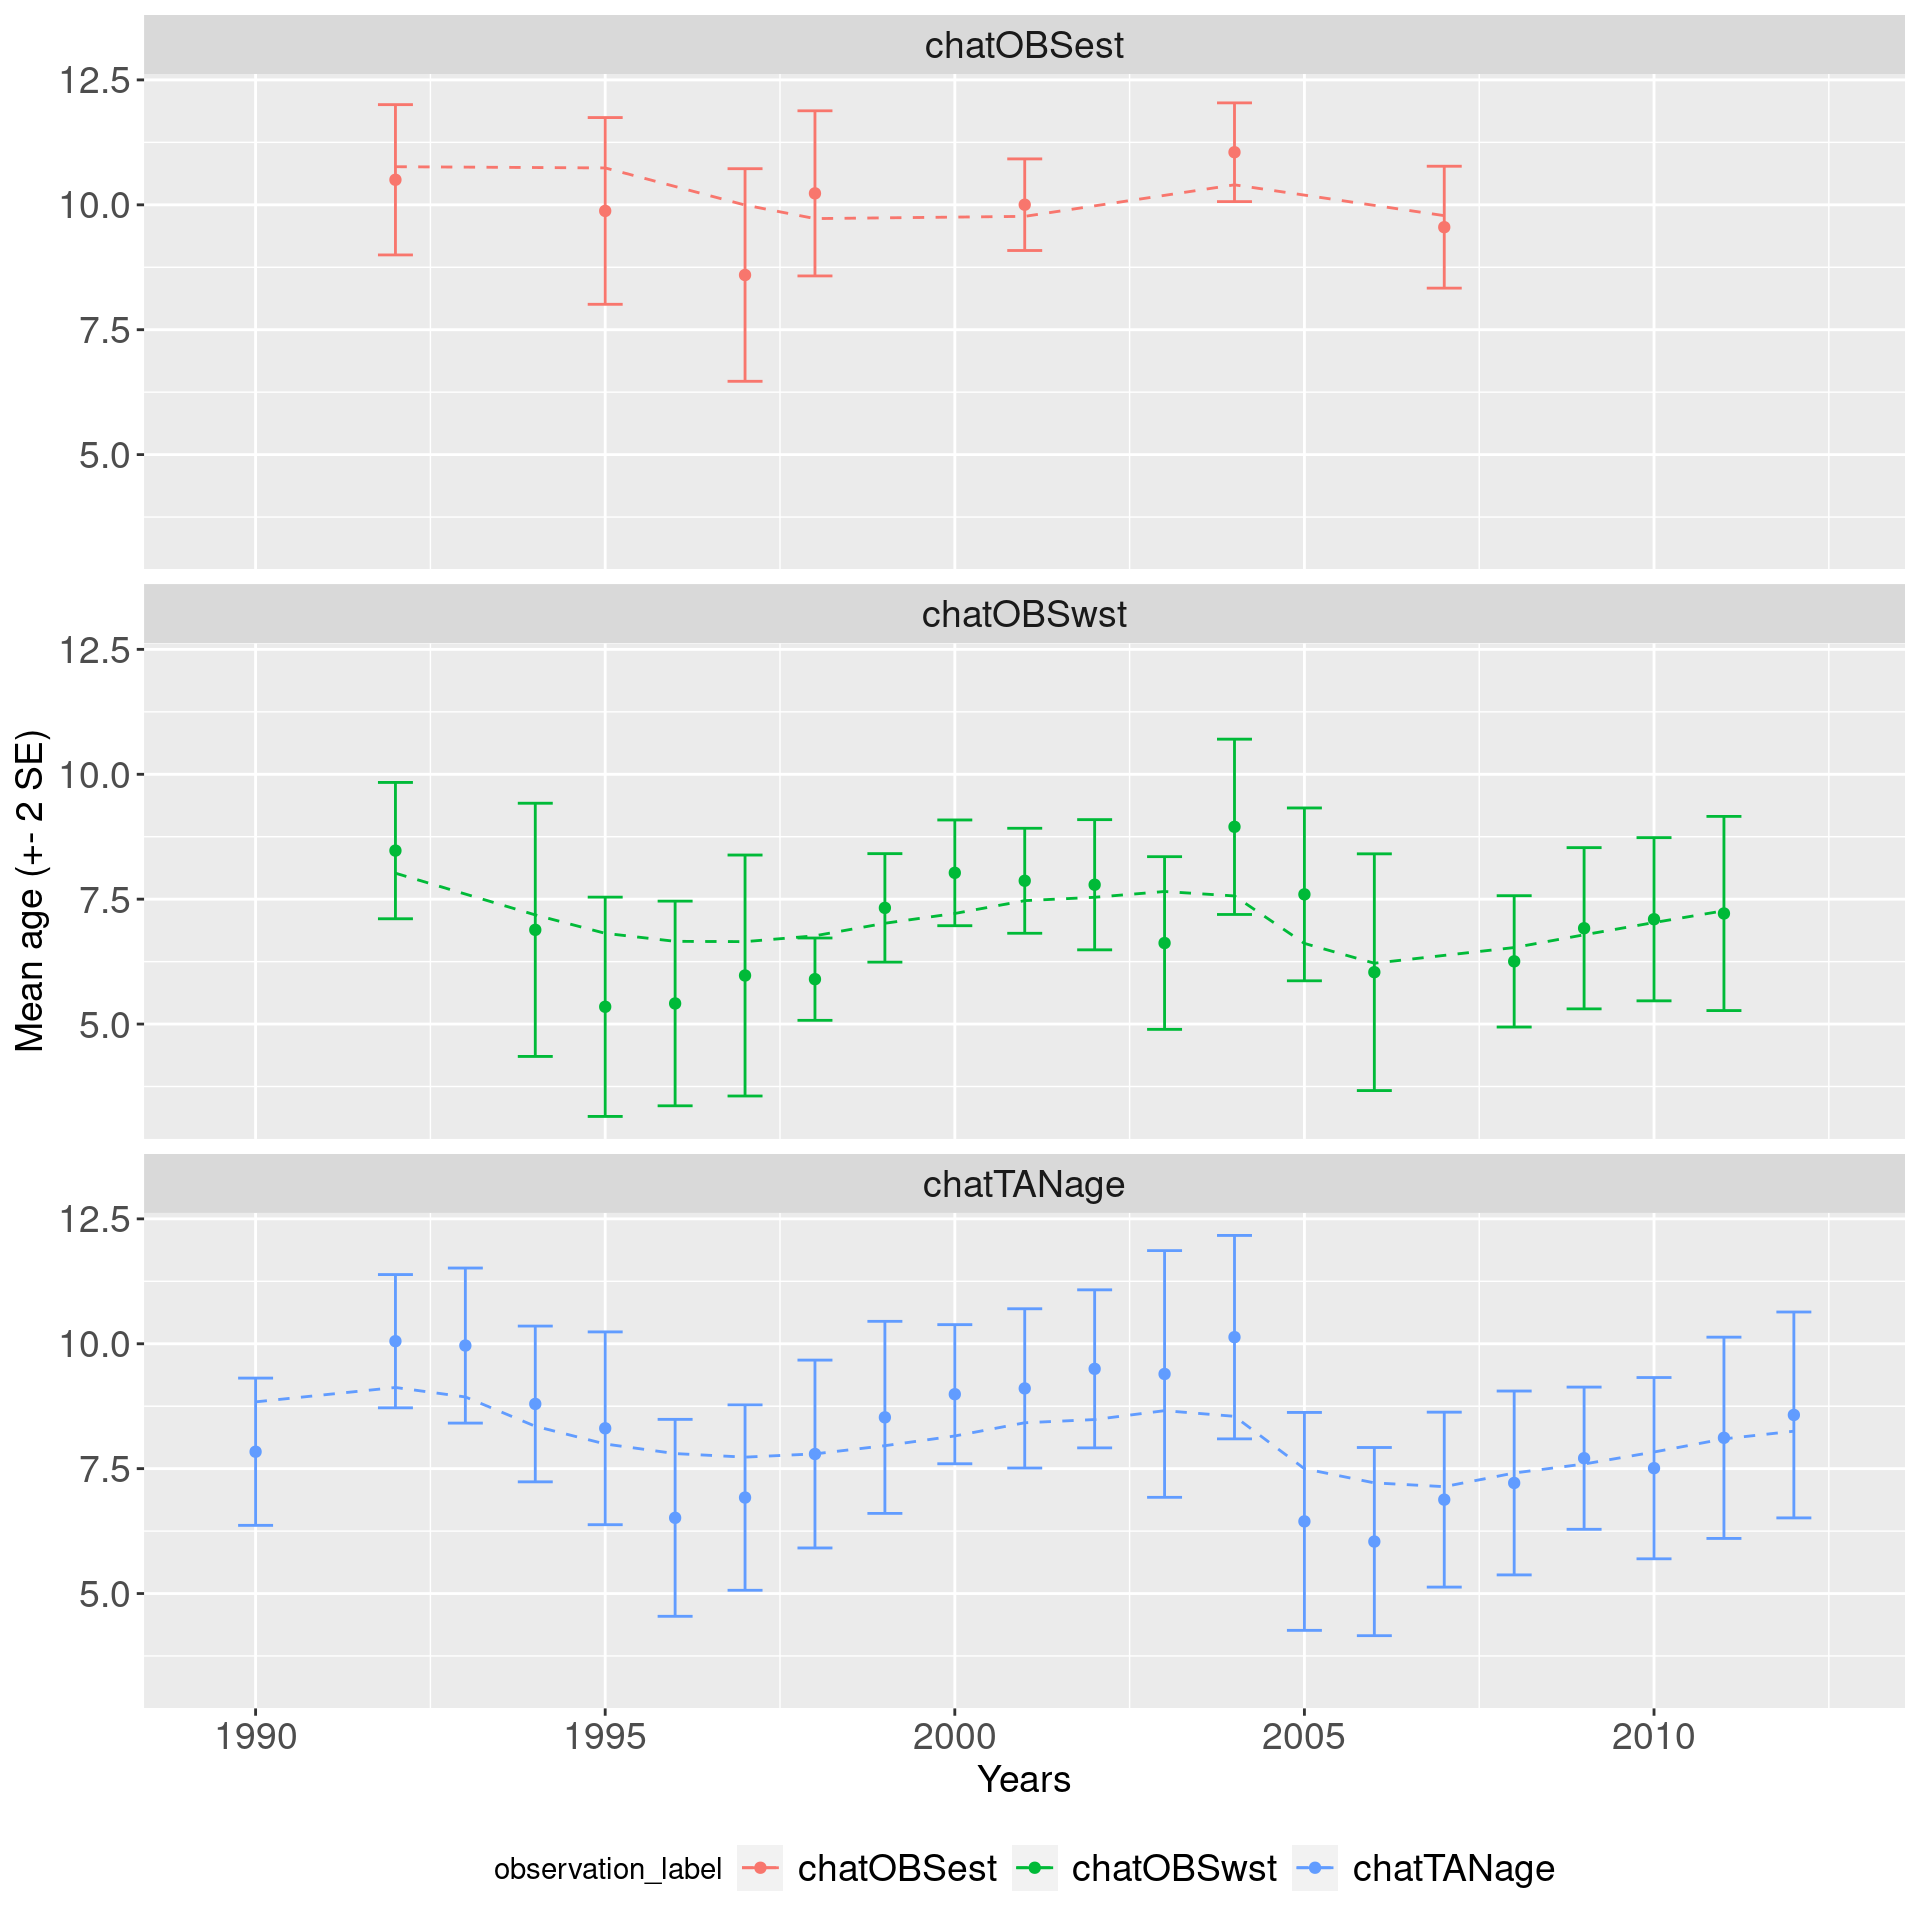 chatOBSest
12.5
10.0
7.5
5.0
chatOBSwst
12.5
10.0
7.5
5.0
Mean age (+- 2 SE)
chatTANage
12.5
10.0
7.5
5.0
1990 1995 2000 2005 2010
Years
observation_label chatOBSest chatOBSwst chatTANage